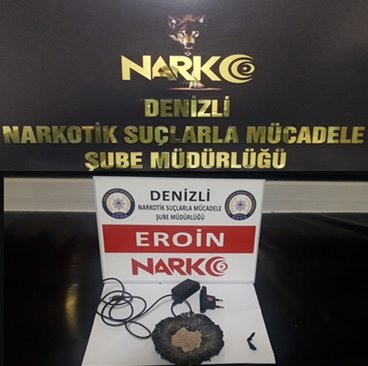 NARKO
DENİZLİ
NARKOTİK SUÇLARLA MÜCADELE
ŞUBE MÜDÜRLÜĞÜ
DENİZLİ
NARKOTİK SUÇLARLA MÜCADELE
ŞUBE MÜDÜRLÜĞÜ
EROİN
NARKO